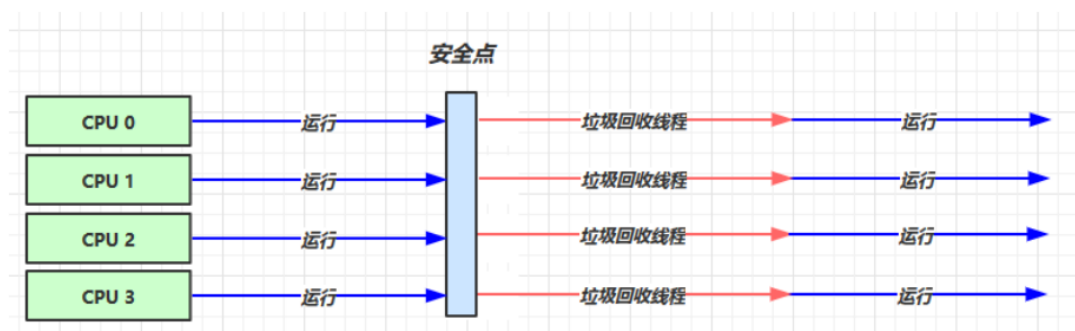 安全点
CPU 0 运行 垃圾回收线程 运行
CPU 1 运行 垃圾回收线程 运行
CPU 2 运行 垃圾回收线程 运行
CPU 3 运行 垃圾回收线程 运行